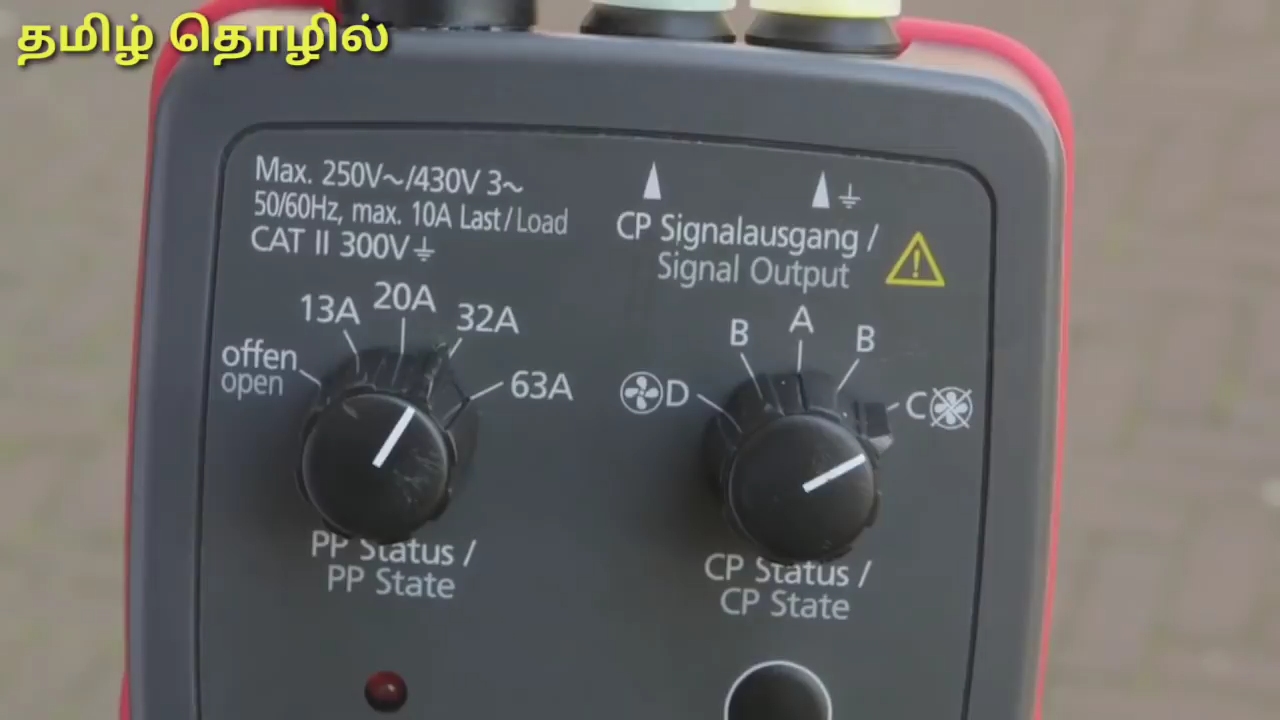 தமிழ் தொழில்
Max. 250V~/430V 3~
50/60Hz, max. 10A Last/Load
CAT II 300V
CP Signalausgang /
Signal Output
offen
open
13A
20A
32A
63A
D
B
A
B
C
PP Status /
PP State
CP Status /
CP State